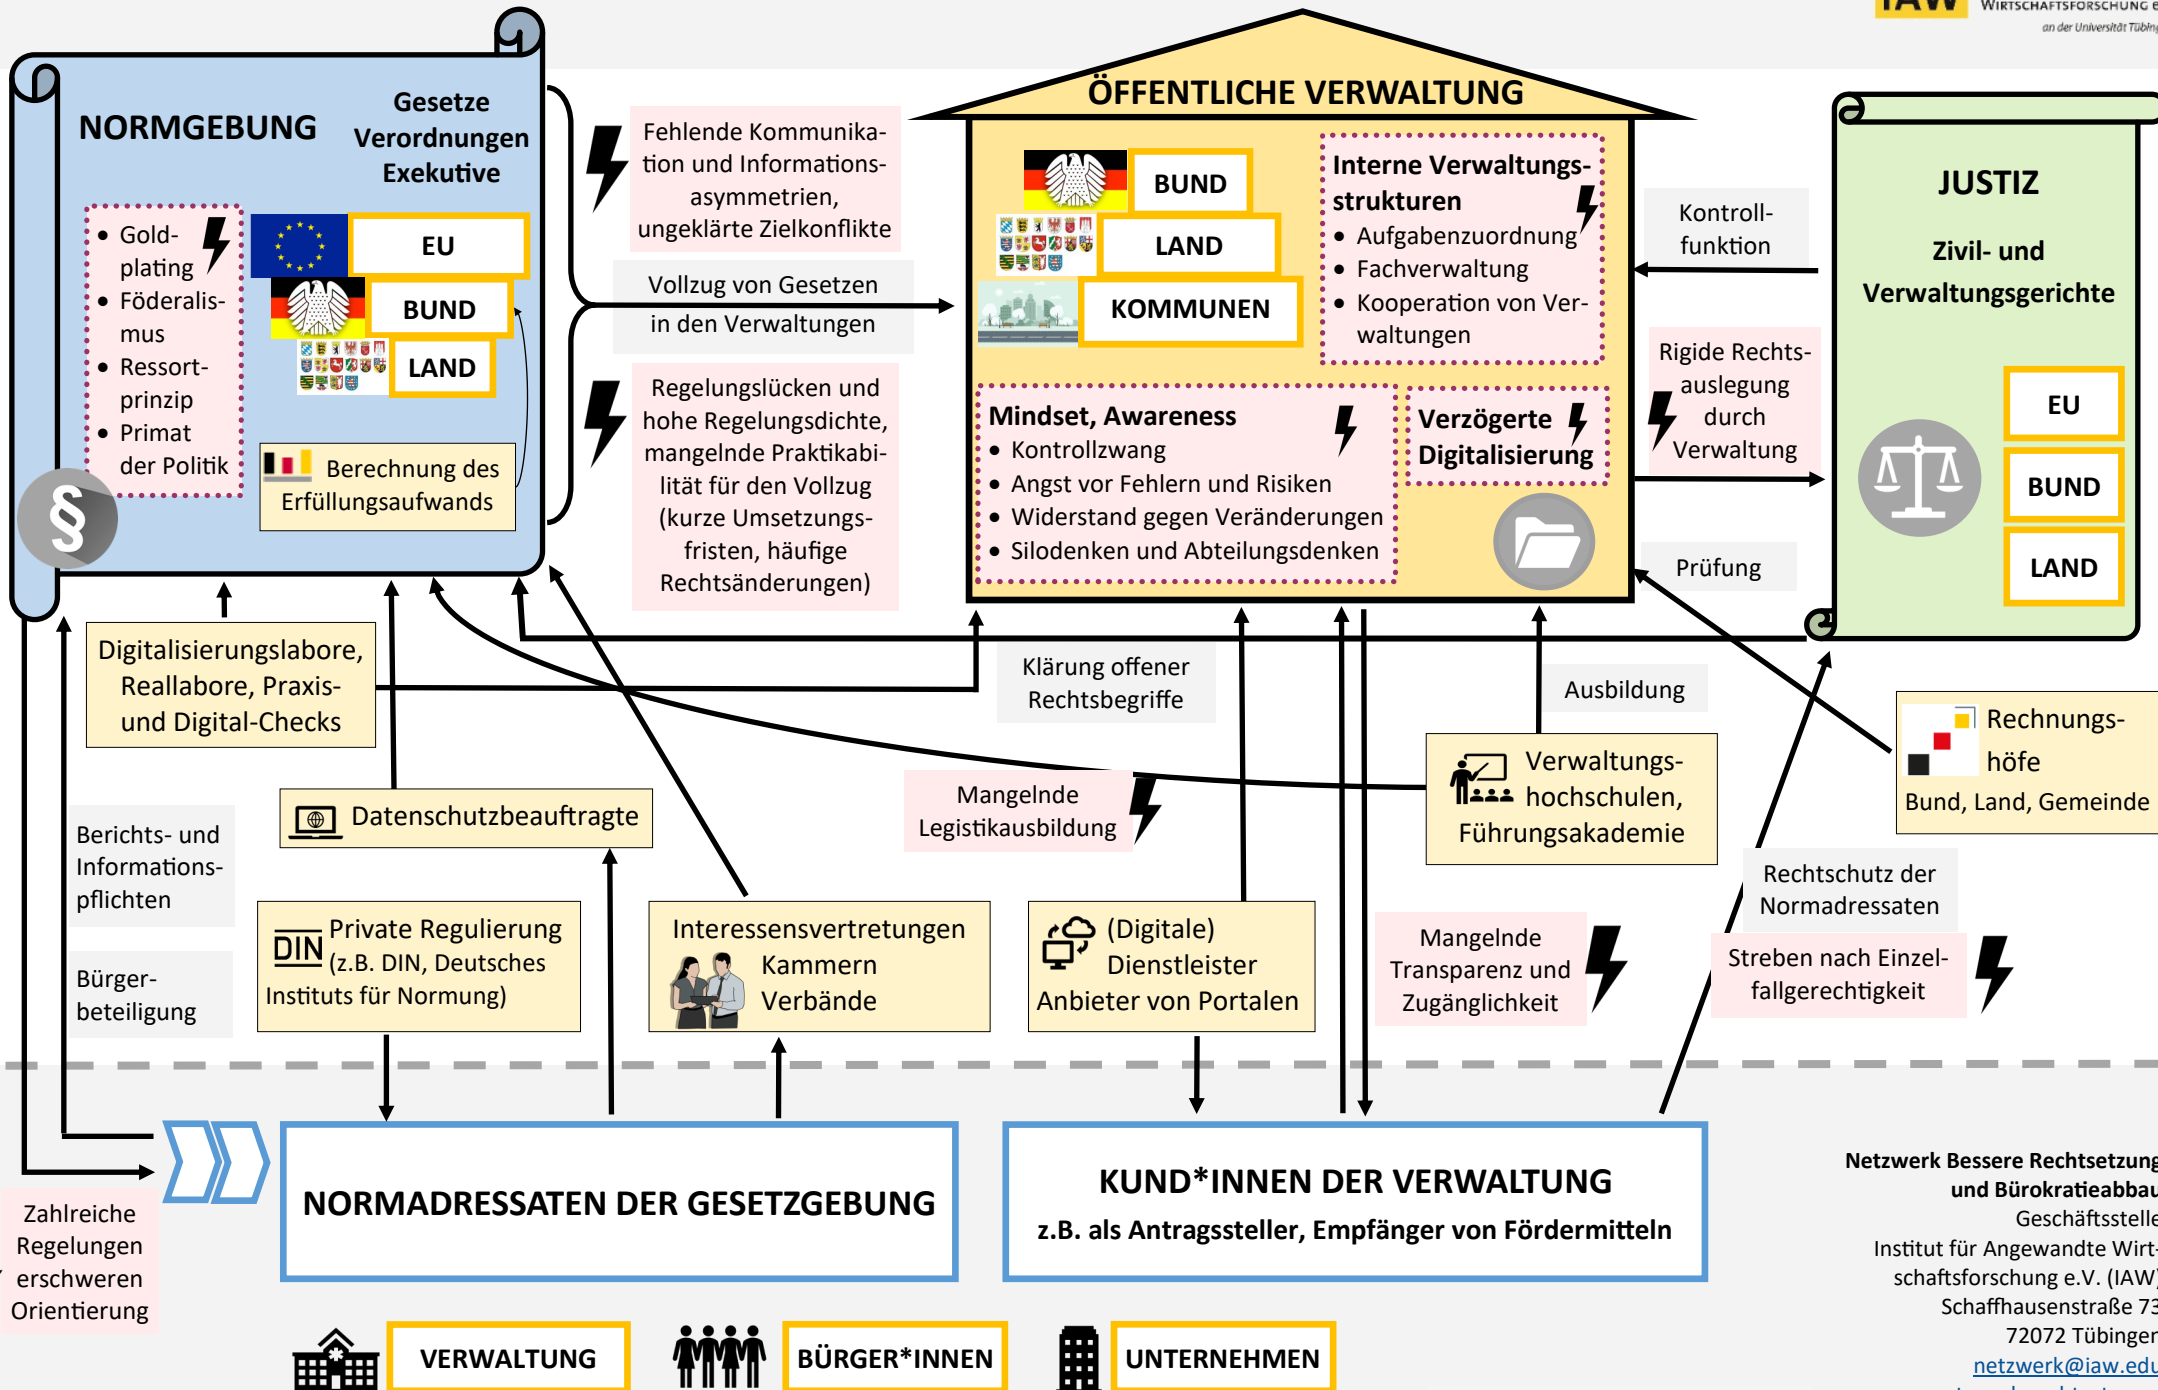 IAW
WIRTSCHAFTSFORSCHUNG
an der Universität
NORMGEBUNG
Gesetze
Verordnungen
Exekutive
• Gold-
plating
• Föderalis-
mus
• Ressort-
prinzip
• Primat
der Politik
EU
BUND
LAND
Berechnung des
Erfüllungsaufwands
§
Fehlende Kommunika-
tion und Informations-
asymmetrien,
ungeklärte Zielkonflikte
Vollzug von Gesetzen
in den Verwaltungen
Regelungslücken und
hohe Regelungsdichte,
mangelnde Praktikabi-
lität für den Vollzug
(kurze Umsetzungs-
fristen, häufige
Rechtsänderungen)
ÖFFENTLICHE VERWALTUNG
BUND
LAND
KOMMUNEN
Interne Verwaltungs-
strukturen
• Aufgabenzuordnung
• Fachverwaltung
• Kooperation von Ver-
waltungen
Mindset, Awareness
• Kontrollzwang
• Angst vor Fehlern und Risiken
• Widerstand gegen Veränderungen
• Silodenken und Abteilungsdenken
Verzögerte
Digitalisierung
Kontroll-
funktion
Rigide Rechts-
auslegung
durch
Verwaltung
Prüfung
JUSTIZ
Zivil- und
Verwaltungsgerichte
EU
BUND
LAND
Digitalisierungslabore,
Reallabore, Praxis-
und Digital-Checks
Klärung offener
Rechtsbegriffe
Ausbildung
Rechnungs-
höfe
Bund, Land, Gemeinde
Datenschutzbeauftragte
Mangelnde
Legistikausbildung
Verwaltungs-
hochschulen,
Führungsakademie
Berichts- und
Informations-
pflichten
Bürger-
beteiligung
DIN
Private Regulierung
(z.B. DIN, Deutsches
Instituts für Normung)
Interessensvertretungen
Kammern
Verbände
(Digitale)
Dienstleister
Anbieter von Portalen
Mangelnde
Transparenz und
Zugänglichkeit
Rechtschutz der
Normadressaten
Streben nach Einzel-
fallgerechtigkeit
Zahlreiche
Regelungen
erschweren
Orientierung
NORMADRESSATEN DER GESETZGEBUNG
KUND*INNEN DER VERWALTUNG
z.B. als Antragssteller, Empfänger von Fördermitteln
VERWALTUNG
BÜRGER*INNEN
UNTERNEHMEN
Netzwerk Bessere Rechtsetzung
und Bürokratieabbau
Geschäftsstelle
Institut für Angewandte Wirt-
schaftsforschung e.V. (IAW)
Schaffhausenstraße 73
72072 Tübingen
netzwerk@iaw.edu